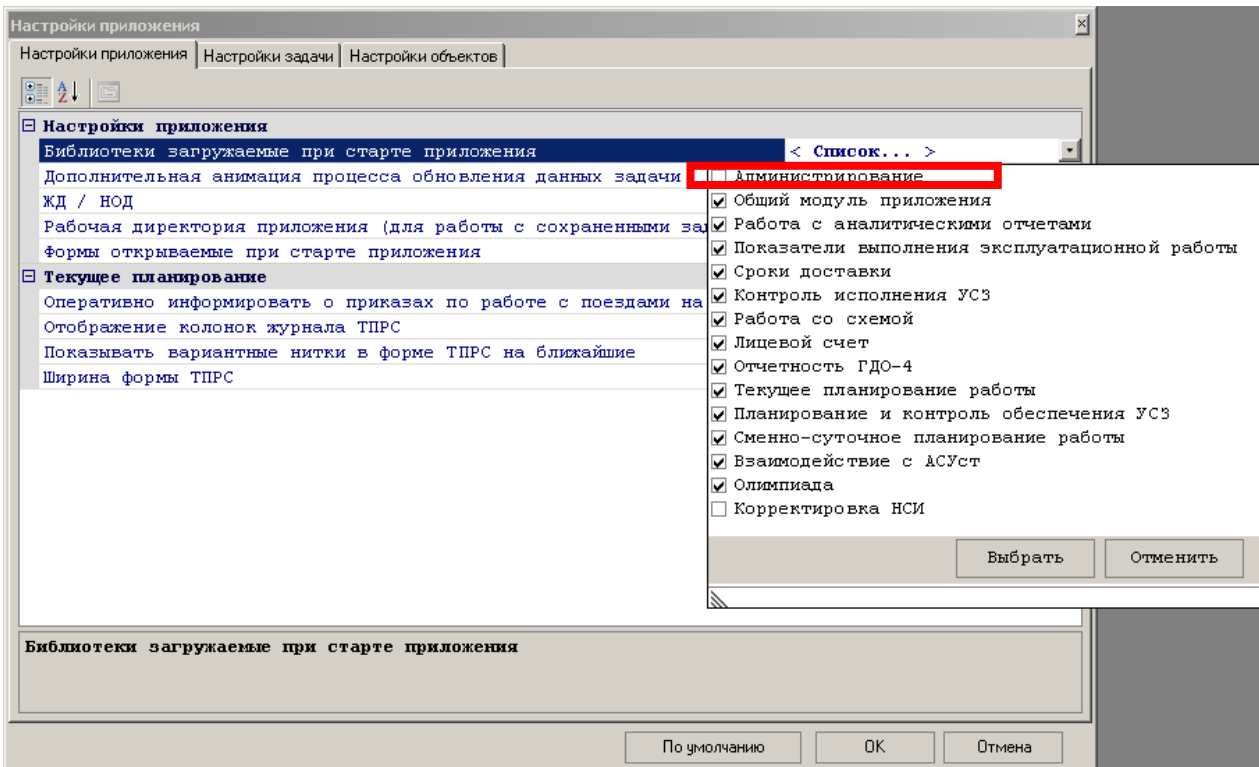 Настройки приложения
Настройки приложения Настройки задачи Настройки объектов
Настройки приложения
Библиотеки загружаемые при старте приложения < Список... >
Дополнительная анимация процесса обновления данных задачи
ЖД / НОД
Рабочая директория приложения (для работы с сохраненными
Формы открываемые при старте приложения
Текущее планирование
Оперативно информировать о приказах по работе с поездами на
Отображение колонок журнала ТПРС
Показывать вариантные нитки в форме ТПРС на ближайшие
Ширина формы ТПРС
Администрирование
Общий модуль приложения
Работа с аналитическими отчетами
Показатели выполнения эксплуатационной работы
Сроки доставки
Контроль исполнения УСЗ
Работа со схемой
Лицевой счет
Отчетность ГДО-4
Текущее планирование работы
Планирование и контроль обеспечения УСЗ
Сменно-суточное планирование работы
Взаимодействие с АСУст
Олимпиада
Корректировка НСИ
Выбрать Отменить
Библиотеки загружаемые при старте приложения
По умолчанию OK Отмена